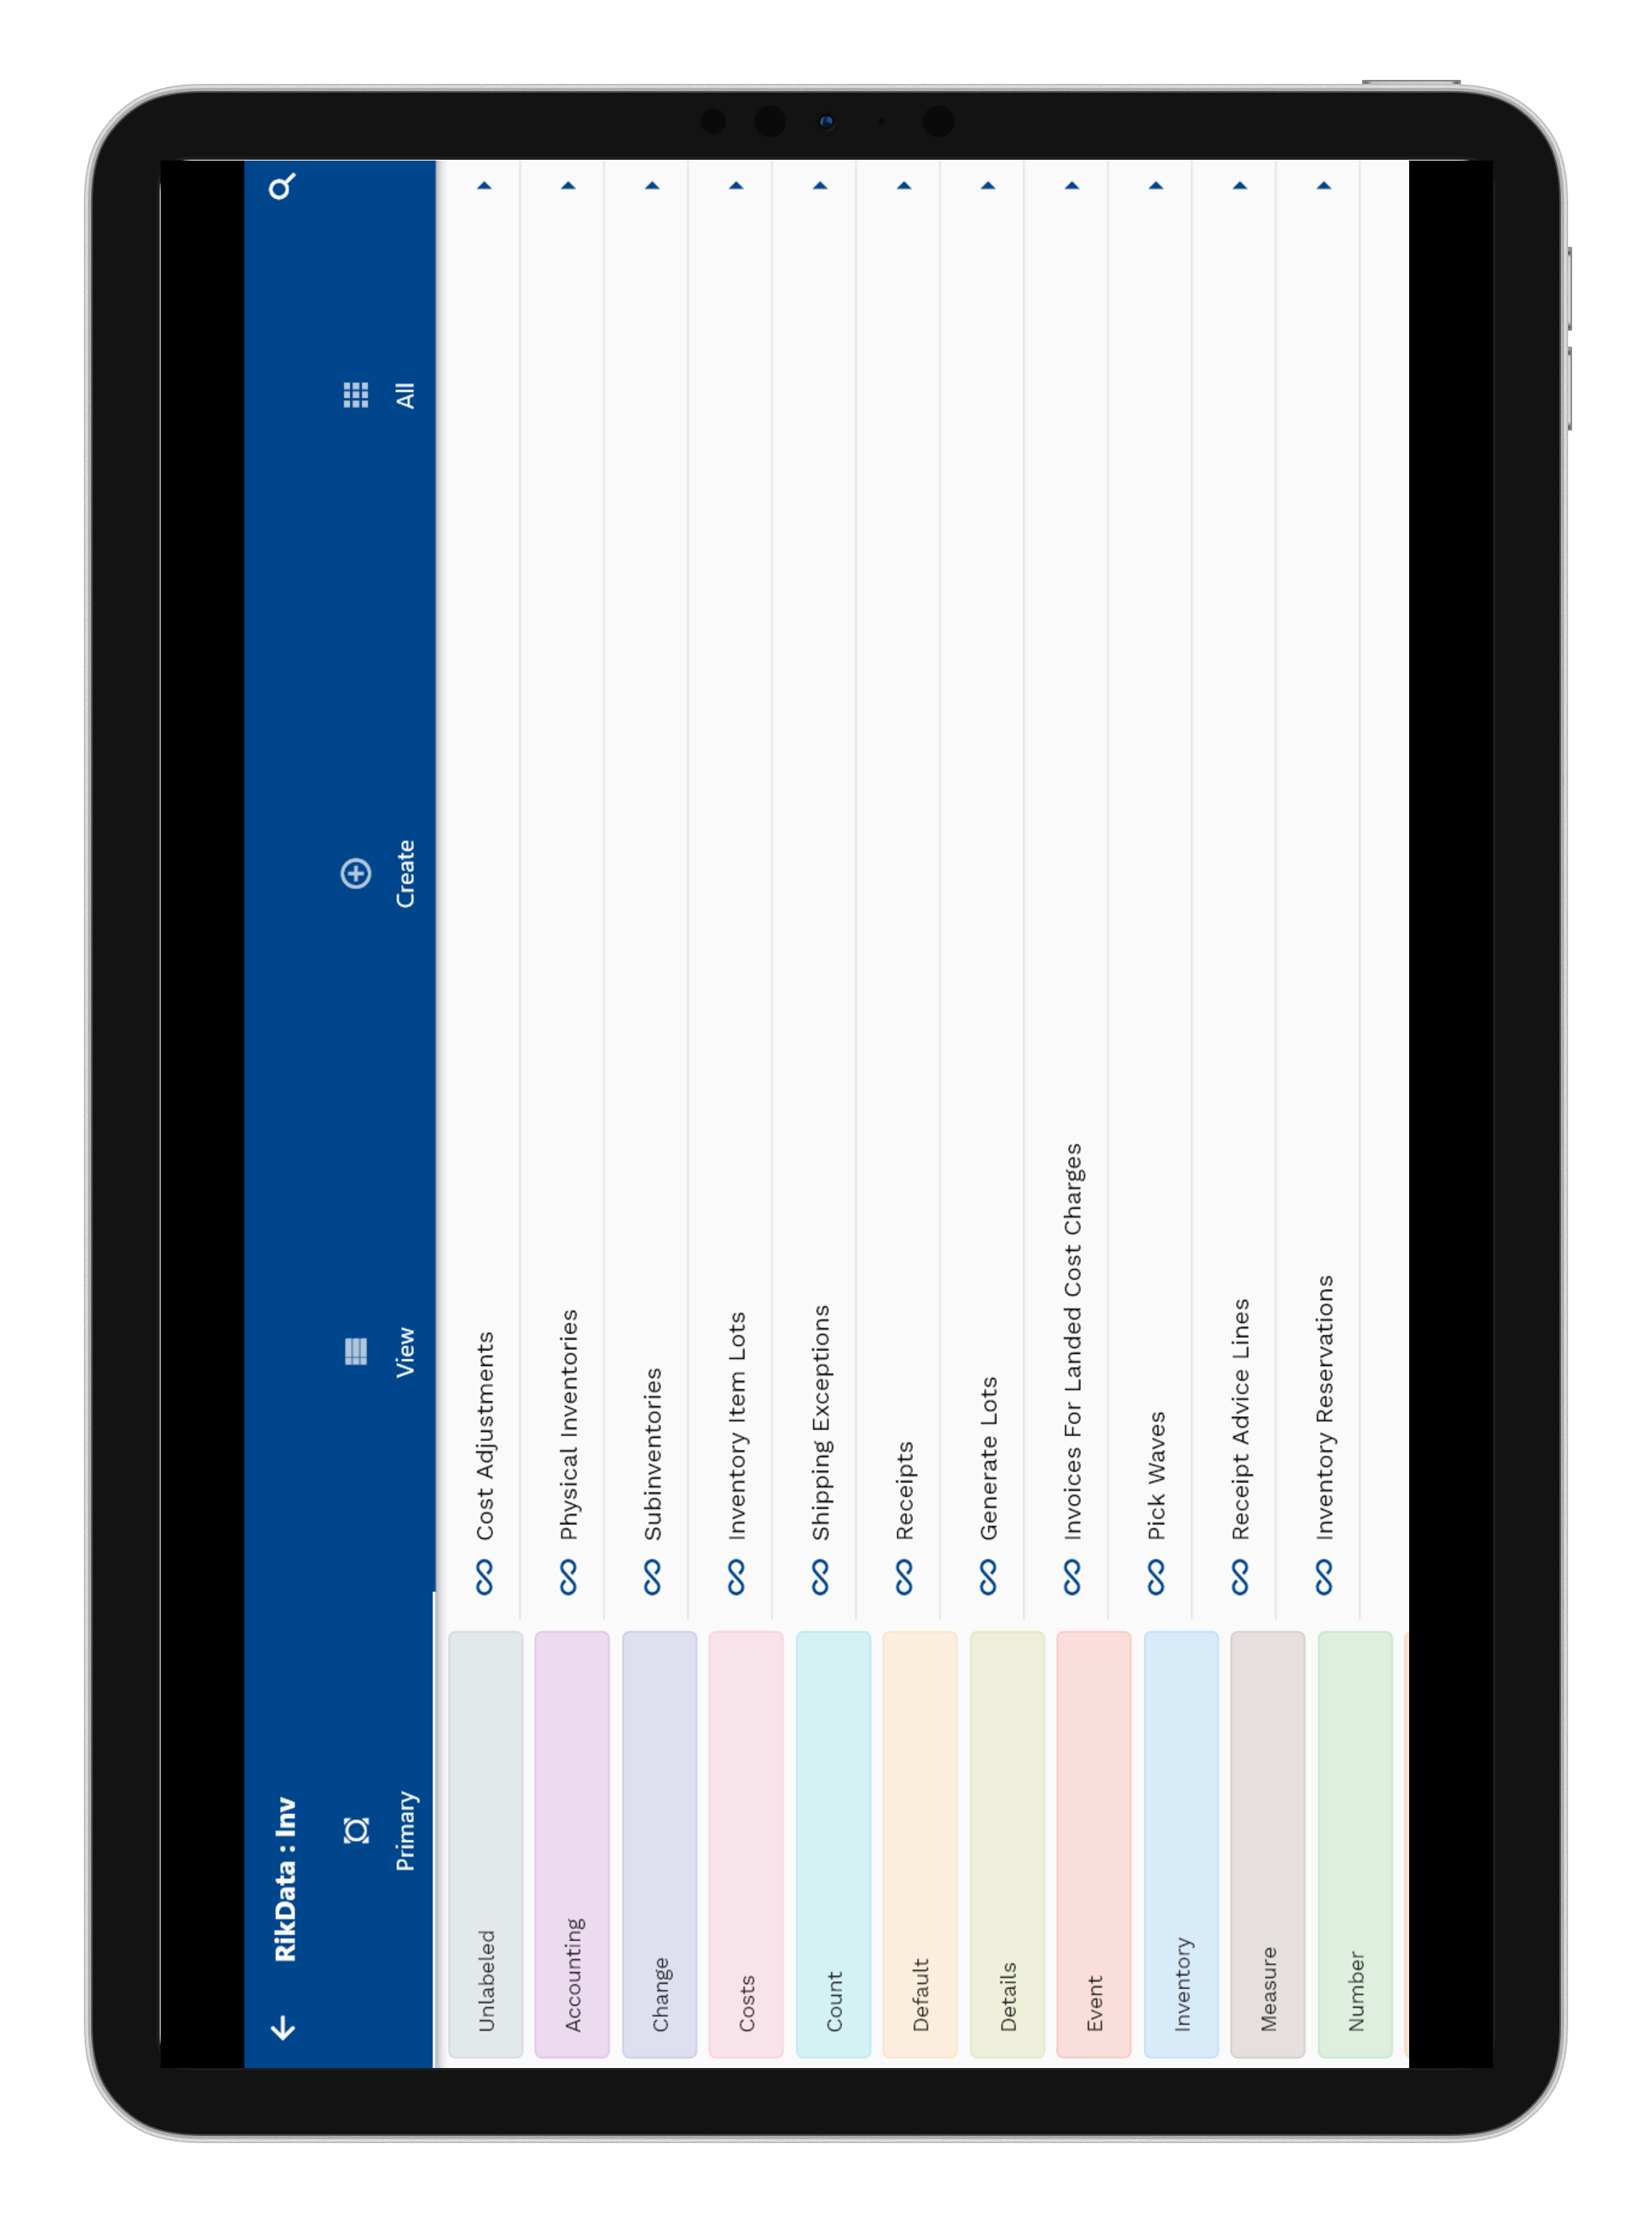 RikData : Inv
Primary
View
Create
All
Unlabeled
Accounting
Change
Costs
Count
Default
Details
Event
Inventory
Measure
Number
Cost Adjustments
Physical Inventories
Subinventories
Inventory Item Lots
Shipping Exceptions
Receipts
Generate Lots
Invoices For Landed Cost Charges
Pick Waves
Receipt Advice Lines
Inventory Reservations